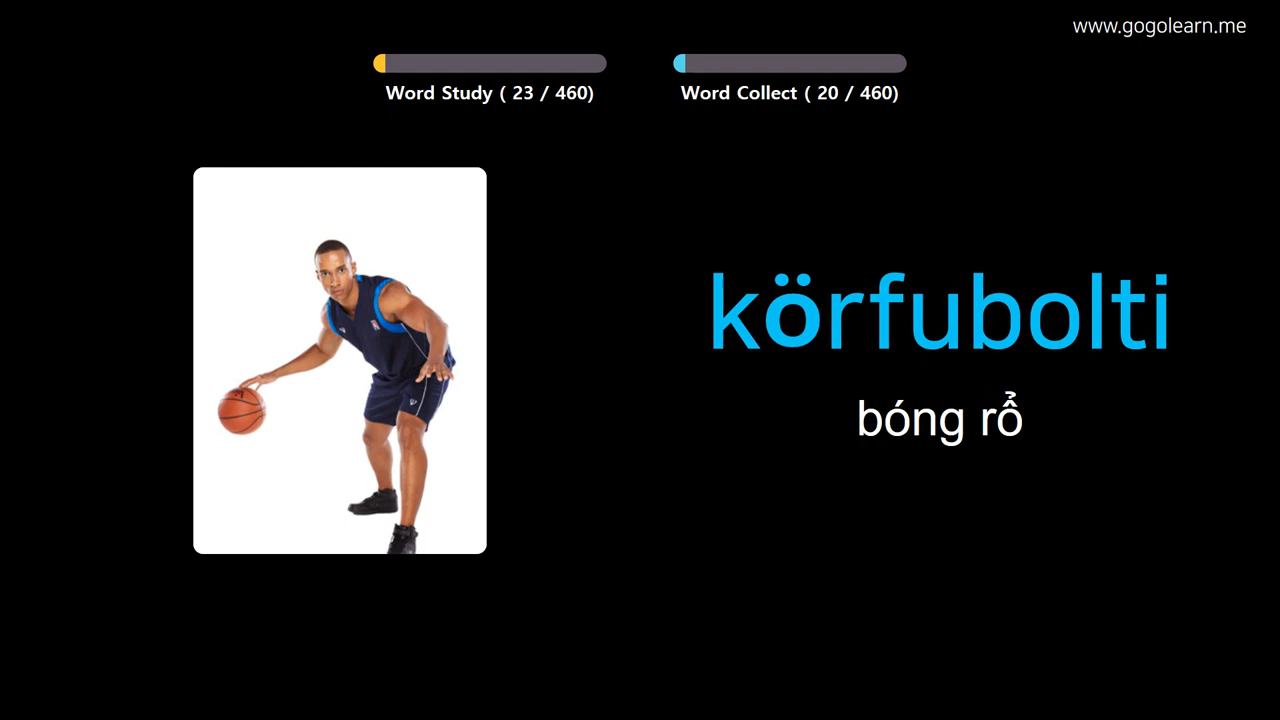 www.gogolearn.me
Word Study ( 23 / 460)
Word Collect ( 20 / 460)
körfubolti
bóng rổ